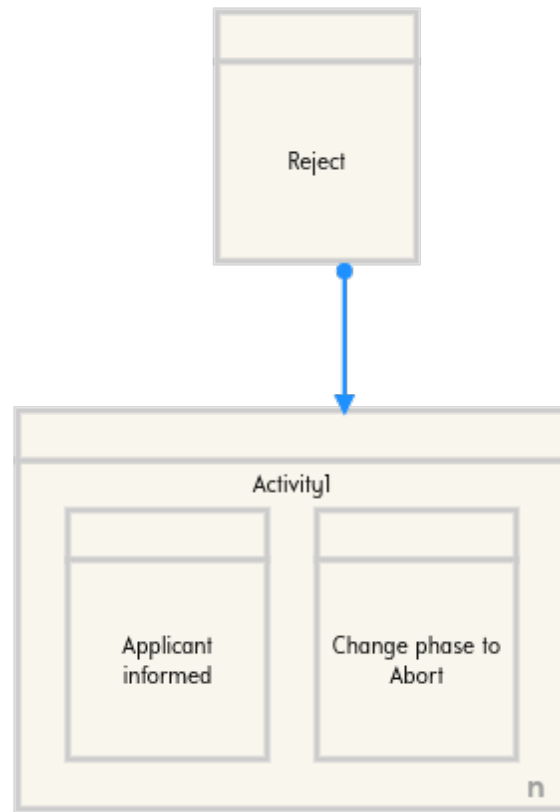 Reject
Activity1
Applicant
informed
Change phase to
Abort
n